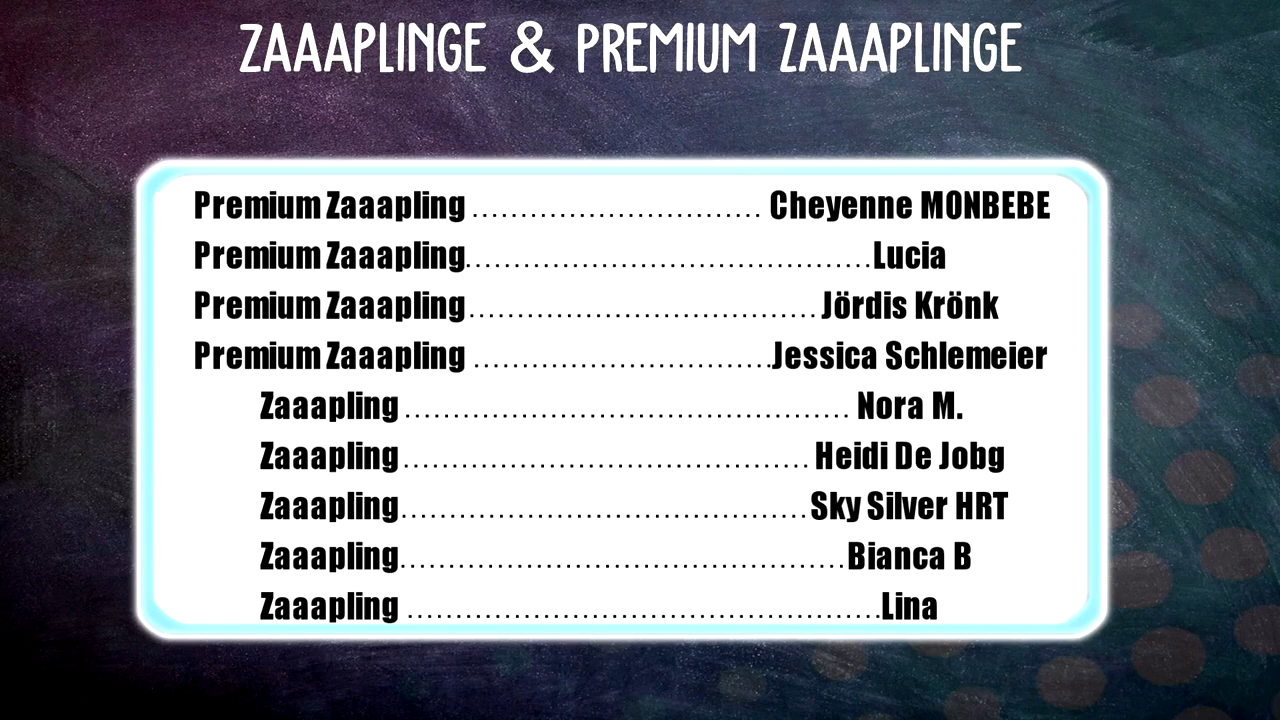 ZAAAPLINGE & PREMIUM ZAAAPLINGE
Premium Zaaapling .............................. Cheyenne MONBEBE
Premium Zaaapling..........................................Lucia
Premium Zaaapling.................................... Jördis Krönk
Premium Zaaapling ...............................Jessica Schlemeier
Zaaapling .............................................. Nora M.
Zaaapling.......................................... Heidi De Jobg
Zaaapling..........................................Sky Silver HRT
Zaaapling..............................................Bianca B
Zaaapling .................................................Lina